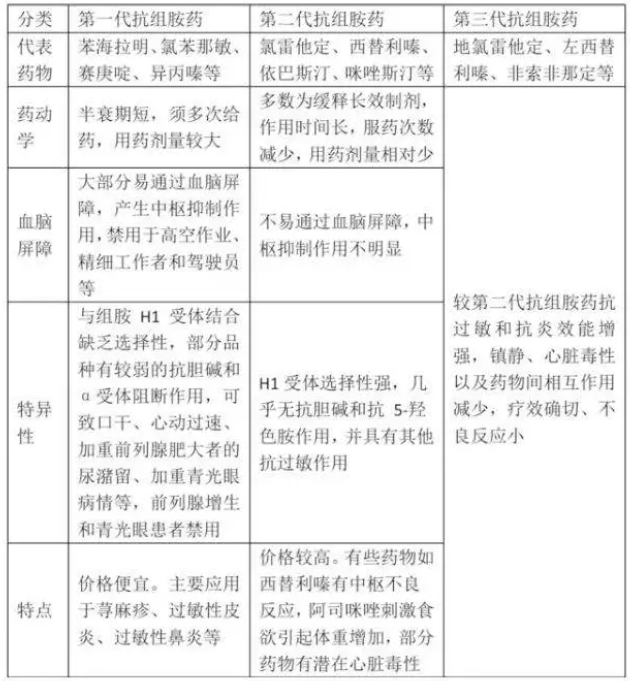 分类
第一代抗组胺药
第二代抗组胺药
第三代抗组胺药
代表
药物
苯海拉明、氯苯那敏、
赛庚啶、异丙嗪等
氯雷他定、西替利嗪、
依巴斯汀、咪唑斯汀等
地氯雷他定、左西替
利嗪、非索非那定等
药动
学
半衰期短，须多次给
药，用药剂量较大
多数为缓释长效制剂，
作用时间长，服药次数
减少，用药剂量相对少
较第二代抗组胺药抗
过敏和抗炎效能增
强，镇静、心脏毒性
以及药物间相互作用
减少，疗效确切、不
良反应小
血脑
屏障
大部分易通过血脑屏
障，产生中枢抑制作
用，禁用于高空作业、
精细工作者和驾驶员
等
不易通过血脑屏障，中
枢抑制作用不明显
特异
性
与组胺 H1 受体结合
缺乏选择性，部分品
种有较弱的抗胆碱和
α受体阻断作用，可
致口干、心动过速、
加重前列腺肥大者的
尿潴留、加重青光眼
病情等，前列腺增生
和青光眼患者禁用
H1 受体选择性强，几
乎无抗胆碱和抗 5-羟
色胺作用，并具有其他
抗过敏作用
特点
价格便宜。主要应用
于荨麻疹、过敏性皮
炎、过敏性鼻炎等
价格较高。有些药物如
西替利嗪有中枢不良
反应，阿司咪唑刺激食
欲引起体重增加，部分
药物有潜在心脏毒性